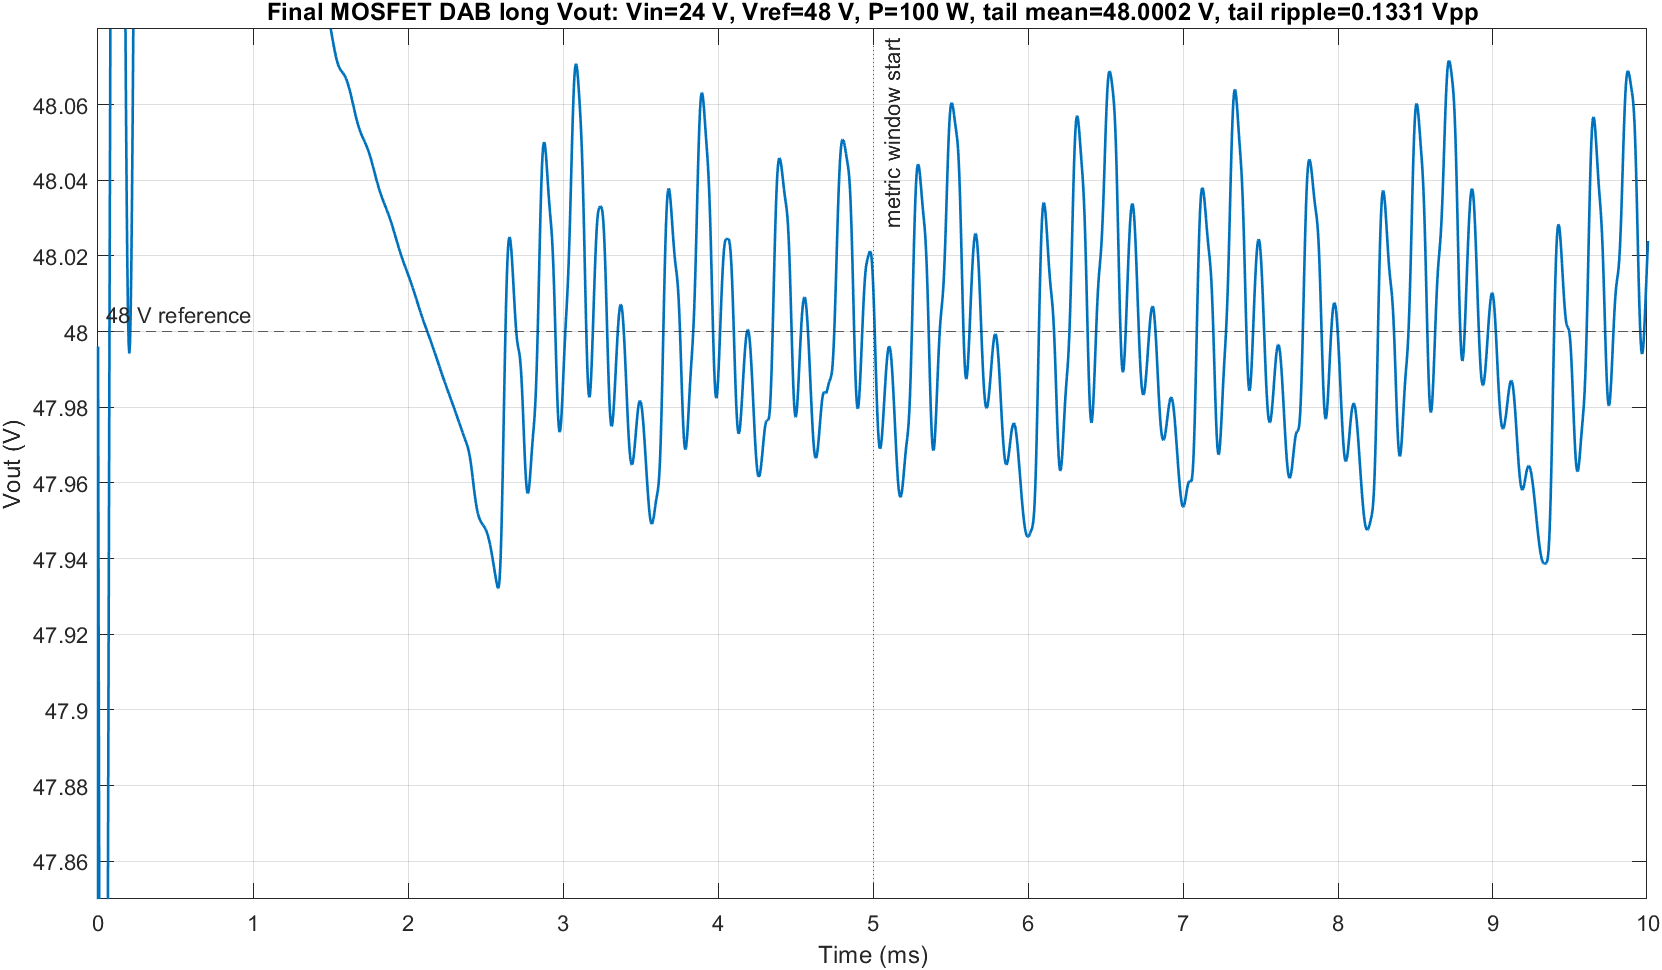 Final MOSFET DAB long Vout: Vin=24 V, Vref=48 V, P=100 W, tail mean=48.0002 V, tail ripple=0.1331 Vpp
metric window start
48 V reference
Vout (V)
48.06
48.04
48.02
48
47.98
47.96
47.94
47.92
47.9
47.88
47.86
0 1 2 3 4 5 6 7 8 9 10
Time (ms)